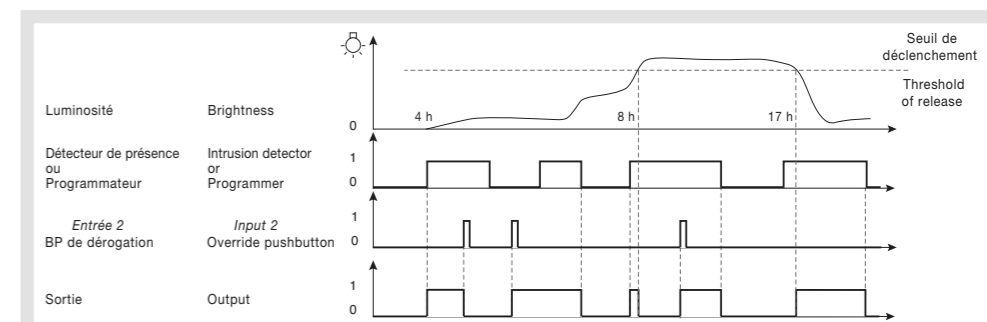 Seuil de
déclenchement
Threshold
of release
Luminosité Brightness 0 4 h 8 h 17 h
Détecteur de présence Intrusion detector 1
ou or
Programmateur Programmer 0
Entrée 2 Input 2 1
BP de dérogation Override pushbutton 0
1
Sortie Output
0